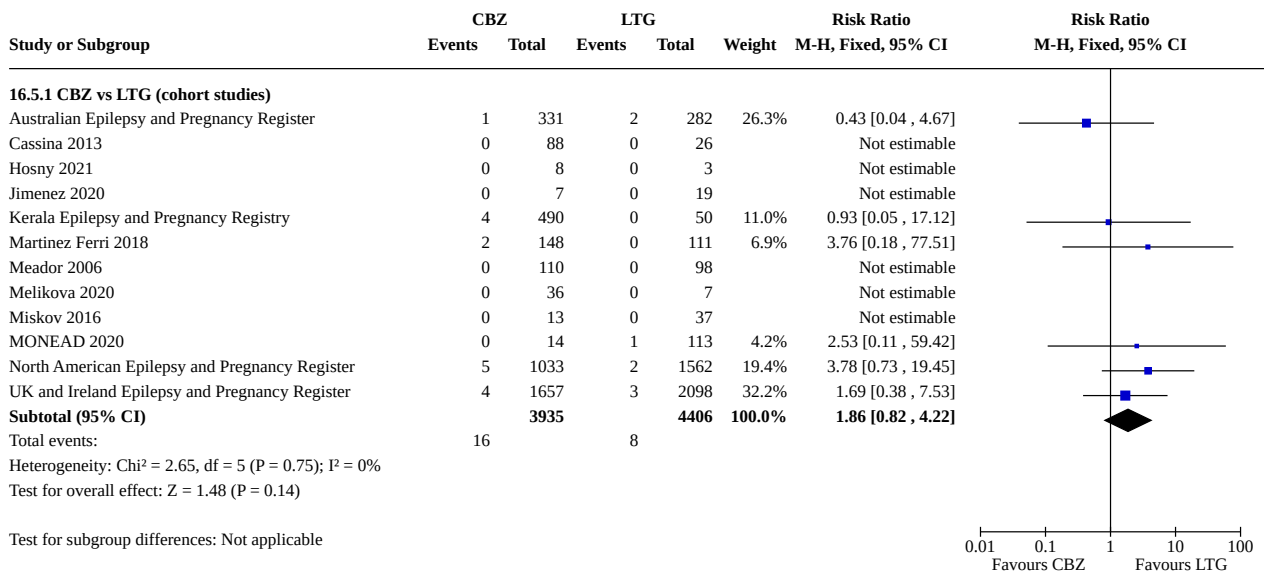 CBZ LTG Risk Ratio Risk Ratio
Study or Subgroup Events Total Events Total Weight M-H, Fixed, 95% CI M-H, Fixed, 95% CI
16.5.1 CBZ vs LTG (cohort studies)
Australian Epilepsy and Pregnancy Register 1 331 2 282 26.3% 0.43 [0.04 , 4.67]
Cassina 2013 0 88 0 26 Not estimable
Hosny 2021 0 8 0 3 Not estimable
Jimenez 2020 0 7 0 19 Not estimable
Kerala Epilepsy and Pregnancy Registry 4 490 0 50 11.0% 0.93 [0.05 , 17.12]
Martinez Ferri 2018 2 148 0 111 6.9% 3.76 [0.18 , 77.51]
Meador 2006 0 110 0 98 Not estimable
Melikova 2020 0 36 0 7 Not estimable
Miskov 2016 0 13 0 37 Not estimable
MONEAD 2020 0 14 1 113 4.2% 2.53 [0.11 , 59.42]
North American Epilepsy and Pregnancy Register 5 1033 2 1562 19.4% 3.78 [0.73 , 19.45]
UK and Ireland Epilepsy and Pregnancy Register 4 1657 3 2098 32.2% 1.69 [0.38 , 7.53]
Subtotal (95% CI) 3935 4406 100.0% 1.86 [0.82 , 4.22]
Total events: 16 8
Heterogeneity: Chi² = 2.65, df = 5 (P = 0.75); I² = 0%
Test for overall effect: Z = 1.48 (P = 0.14)
Test for subgroup differences: Not applicable
0.01 0.1 1 10 100
Favours CBZ Favours LTG